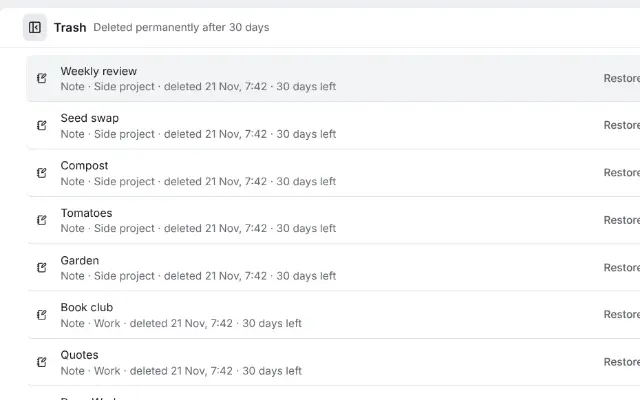 Trash Deleted permanently after 30 days
Weekly review
Note · Side project · deleted 21 Nov, 7:42 · 30 days left
Restore
Seed swap
Note · Side project · deleted 21 Nov, 7:42 · 30 days left
Restore
Compost
Note · Side project · deleted 21 Nov, 7:42 · 30 days left
Restore
Tomatoes
Note · Side project · deleted 21 Nov, 7:42 · 30 days left
Restore
Garden
Note · Side project · deleted 21 Nov, 7:42 · 30 days left
Restore
Book club
Note · Work · deleted 21 Nov, 7:42 · 30 days left
Restore
Quotes
Note · Work · deleted 21 Nov, 7:42 · 30 days left
Restore